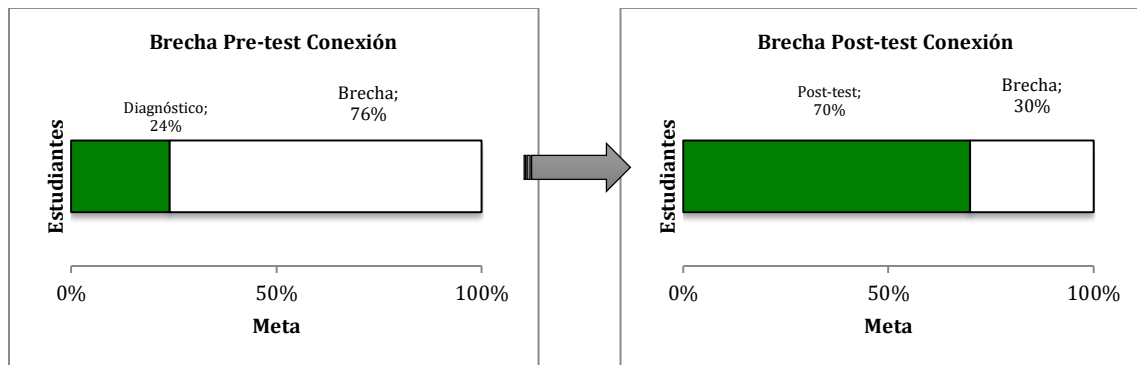 Brecha Pre-test Conexión
Estudiantes
Diagnóstico;
24%
Brecha;
76%
0%
50%
100%
Meta
Brecha Post-test Conexión
Estudiantes
Post-test;
70%
Brecha;
30%
0%
50%
100%
Meta